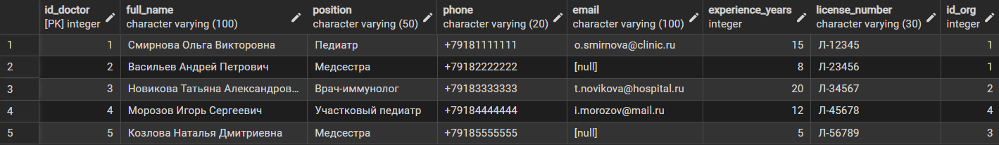 id_doctor full_name position phone email experience_years license_number id_org
[PK] integer character varying (100) character varying (50) character varying (20) character varying (100) integer character varying (30) integer
1 1 Смирнова Ольга Викторовна Педиатр +79181111111 o.smirnova@clinic.ru 15 Л-12345 1
2 2 Васильев Андрей Петрович Медсестра +79182222222 [null] 8 Л-23456 1
3 3 Новикова Татьяна Александров... Врач-иммунолог +79183333333 t.novikova@hospital.ru 20 Л-34567 2
4 4 Морозов Игорь Сергеевич Участковый педиатр +79184444444 i.morozov@mail.ru 12 Л-45678 4
5 5 Козлова Наталья Дмитриевна Медсестра +79185555555 [null] 5 Л-56789 3